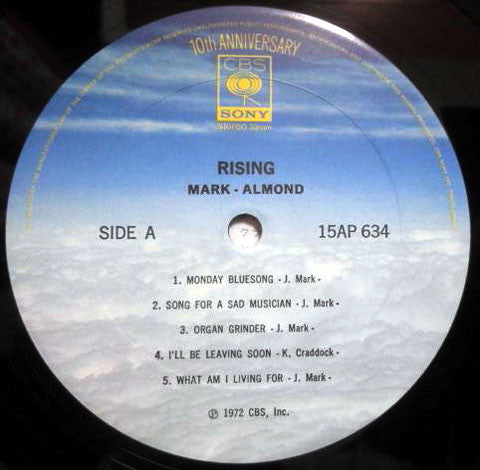 10th ANNIVERSARY
CBS
SONY
stereo 33rpm
RISING
MARK - ALMOND
SIDE A
15AP 634
1. MONDAY BLUESONG - J. Mark -
2. SONG FOR A SAD MUSICIAN - J. Mark -
3. ORGAN GRINDER - J. Mark -
4. I'LL BE LEAVING SOON - K. Craddock -
5. WHAT AM I LIVING FOR - J. Mark -
℗ 1972 CBS, Inc.